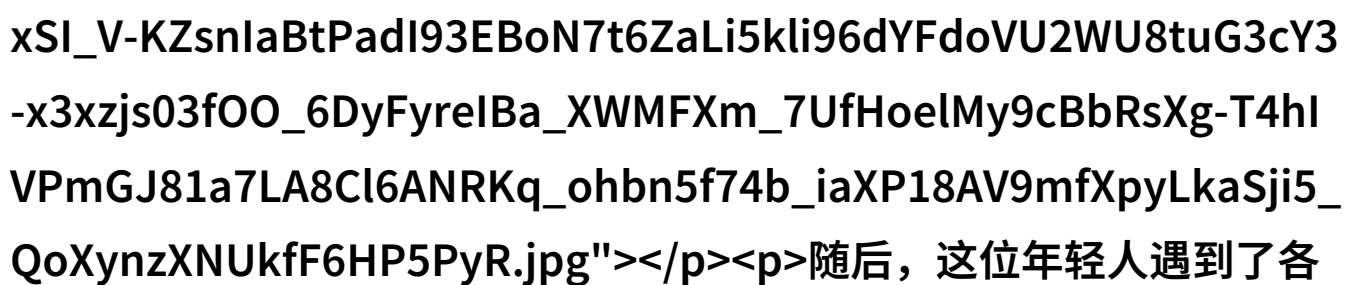 xSI_V-KZsnIaBtPadI93EBoN7t6ZaLi5kli96dYFdoVU2WU8tuG3cY3
-x3xzjs03fOO_6DyFyreIBa_XWMFXm_7UfHoelMy9cBbRsXg-T4hI
VPmGJ81a7LA8Cl6ANRKq_ohbn5f74b_iaXP18AV9mfXpyLkaSji5_
QoXynzXNUkfF6HP5PyR.jpg"></p><p>随后，这位年轻人遇到了各